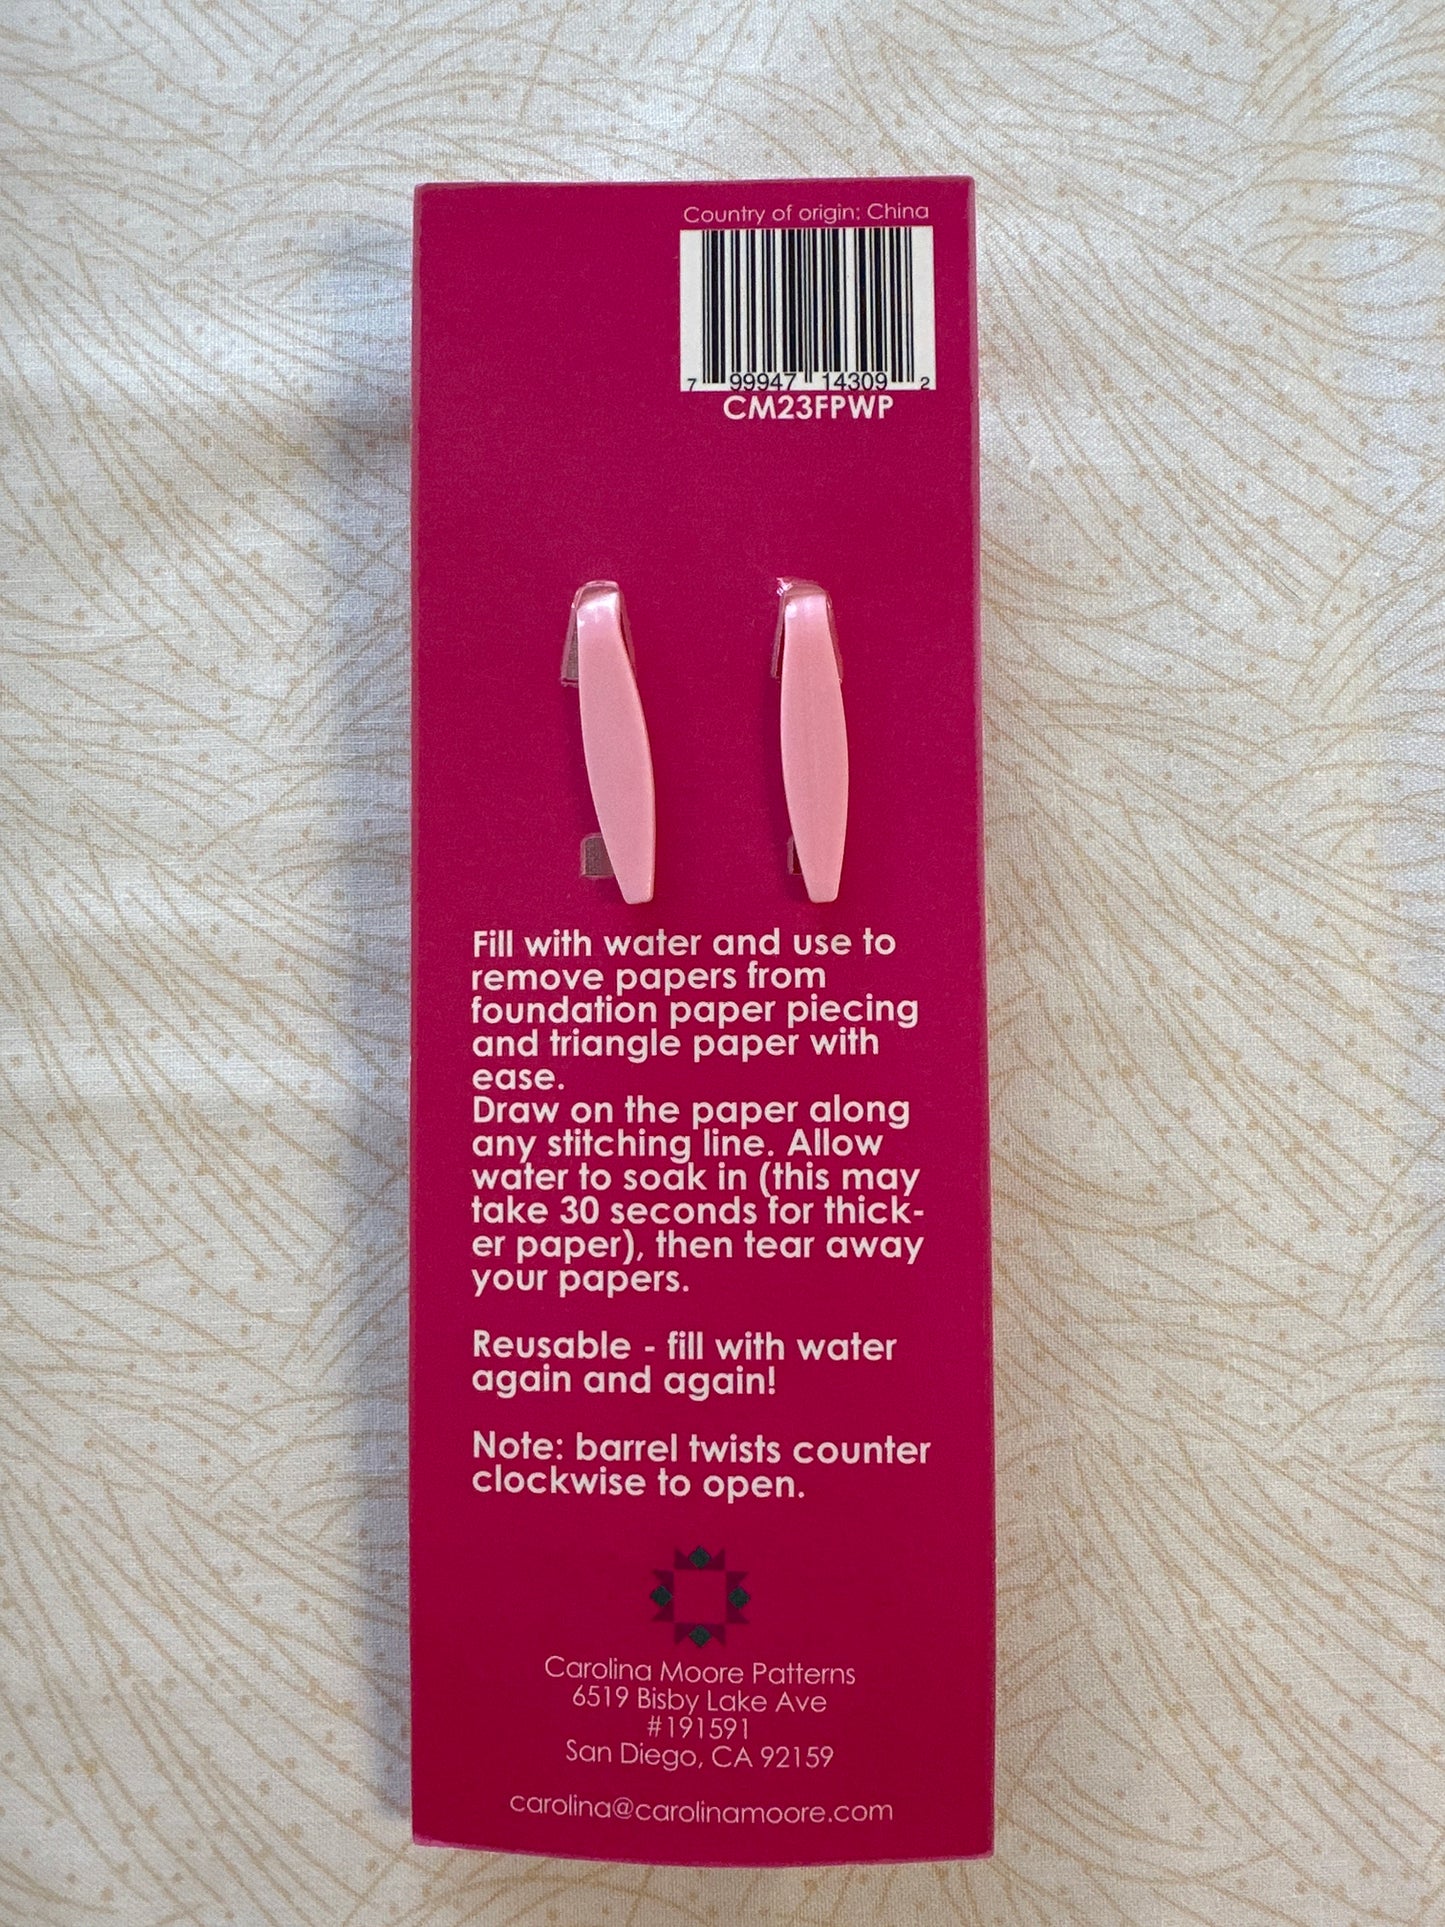 Country of origin: China
7 99947 14309 2
CM23FPWP
Fill with water and use to
remove papers from
foundation paper piecing
and triangle paper with
ease.
Draw on the paper along
any stitching line. Allow
water to soak in (this may
take 30 seconds for thick-
er paper), then tear away
your papers.
Reusable - fill with water
again and again!
Note: barrel twists counter
clockwise to open.
Carolina Moore Patterns
6519 Bisby Lake Ave
#191591
San Diego, CA 92159
carolina@carolinamoore.com